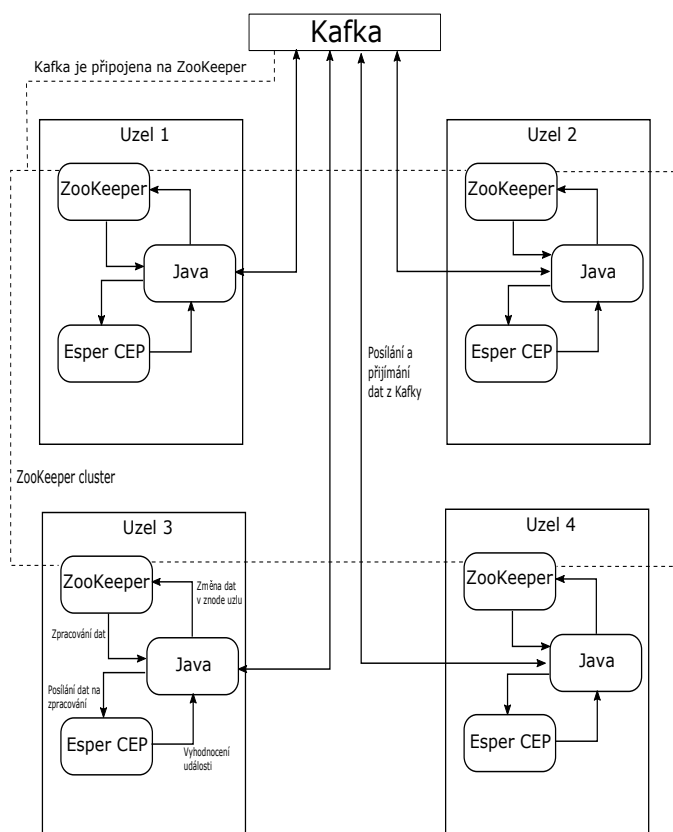 Kafka
Kafka je připojena na ZooKeeper
Uzel 1
ZooKeeper
Java
Esper CEP
Uzel 2
ZooKeeper
Java
Esper CEP
Posílání a
přijímání
dat z Kafky
ZooKeeper cluster
Uzel 3
ZooKeeper
Změna dat
v znode uzlu
Zpracování dat
Java
Posílání dat na
zpracování
Esper CEP
Vyhodnocení
události
Uzel 4
ZooKeeper
Java
Esper CEP